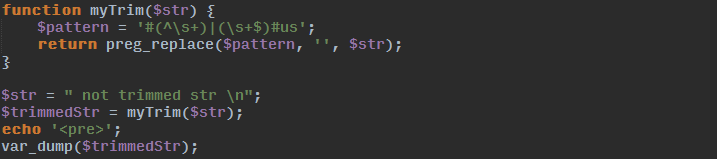 function myTrim($str) {
    $pattern = '#(^\s+)|(\s+$)#us';
    return preg_replace($pattern, '', $str);
}

$str = " not trimmed str \n";
$trimmedStr = myTrim($str);
echo '<pre>';
var_dump($trimmedStr);